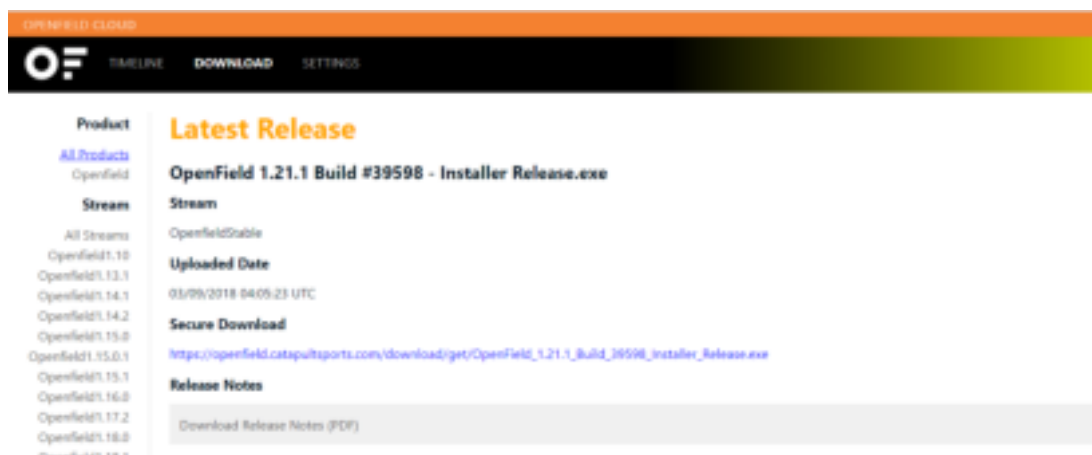 OPENFIELD CLOUD
OF TIMELINE DOWNLOAD SETTINGS
Product
All Products
Openfield
Stream
All Streams
Openfield1.10
Openfield1.13.1
Openfield1.14.1
Openfield1.14.2
Openfield1.15.0
Openfield1.15.0.1
Openfield1.15.1
Openfield1.16.0
Openfield1.17.2
Openfield1.18.0
Latest Release
OpenField 1.21.1 Build #39598 - Installer Release.exe
Stream
OpenfieldStable
Uploaded Date
03/09/2018 04:05:23 UTC
Secure Download
https://openfield.catapultsports.com/download/get/OpenField_1.21.1_Build_39598_Installer_Release.exe
Release Notes
Download Release Notes (PDF)